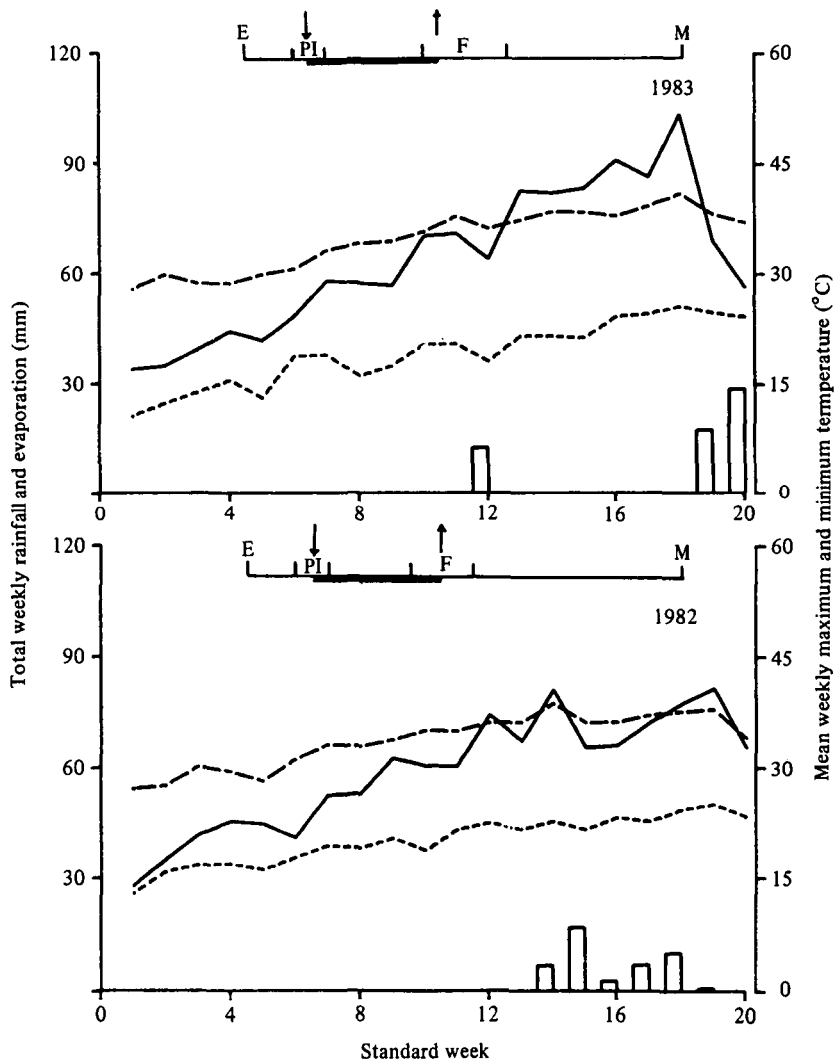 E PI F M
120 60
1983
90 45
60 30
30 15
0
0 4 8 12 16 20
E PI F M
120 60
1982
90 45
60 30
30 15
0
0 4 8 12 16 20
Standard week
Total weekly rainfall and evaporation (mm)
Mean weekly maximum and minimum termperature (°C)